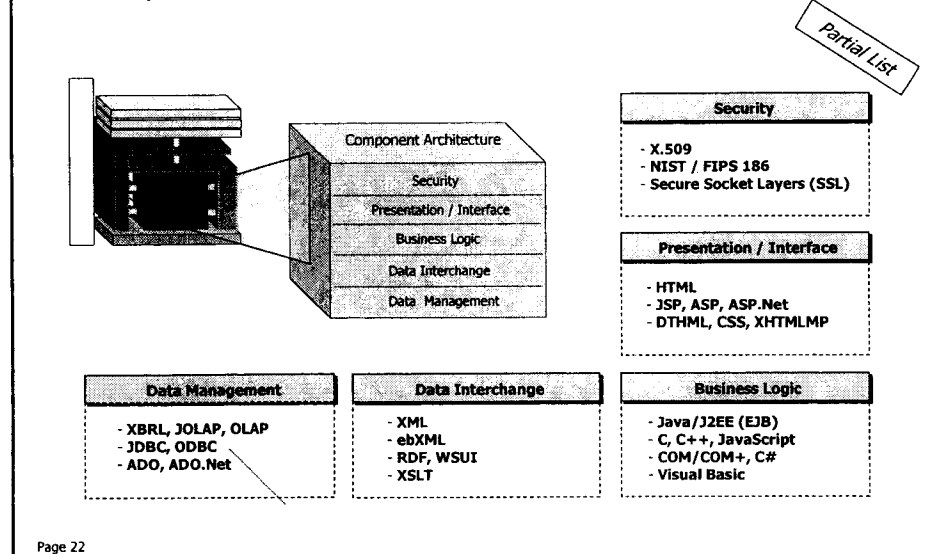 Partial List
Component Architecture
Security
Presentation / Interface
Business Logic
Data Interchange
Data Management
Security
- X.509
- NIST / FIPS 186
- Secure Socket Layers (SSL)
Presentation / Interface
- HTML
- JSP, ASP, ASP.Net
- DTHML, CSS, XHTMLMP
Data Management
- XBRL, JOLAP, OLAP
- JDBC, ODBC
- ADO, ADO.Net
Data Interchange
- XML
- ebXML
- RDF, WSUI
- XSLT
Business Logic
- Java/J2EE (EJB)
- C, C++, JavaScript
- COM/COM+, C#
- Visual Basic
Page 22